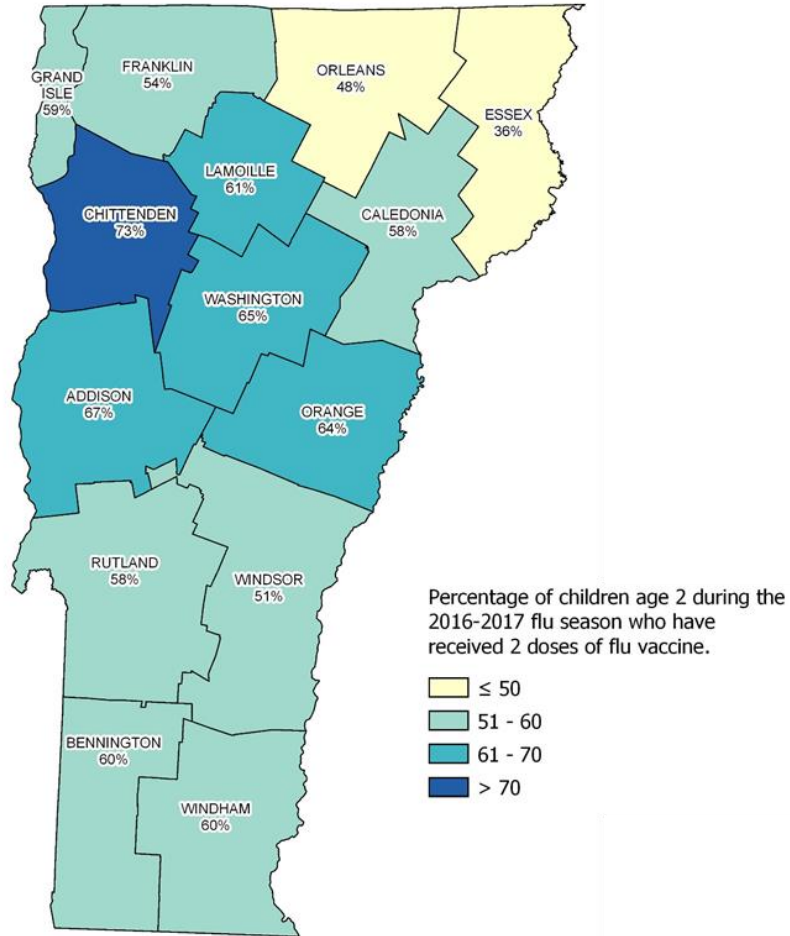 FRANKLIN
54%
ORLEANS
48%
GRAND
ISLE
59%
ESSEX
36%
LAMOILLE
61%
CHITTENDEN
73%
CALEDONIA
58%
WASHINGTON
65%
ADDISON
67%
ORANGE
64%
RUTLAND
58%
WINDSOR
51%
BENNINGTON
60%
WINDHAM
60%
Percentage of children age 2 during the
2016-2017 flu season who have
received 2 doses of flu vaccine.
≤ 50
51 - 60
61 - 70
> 70